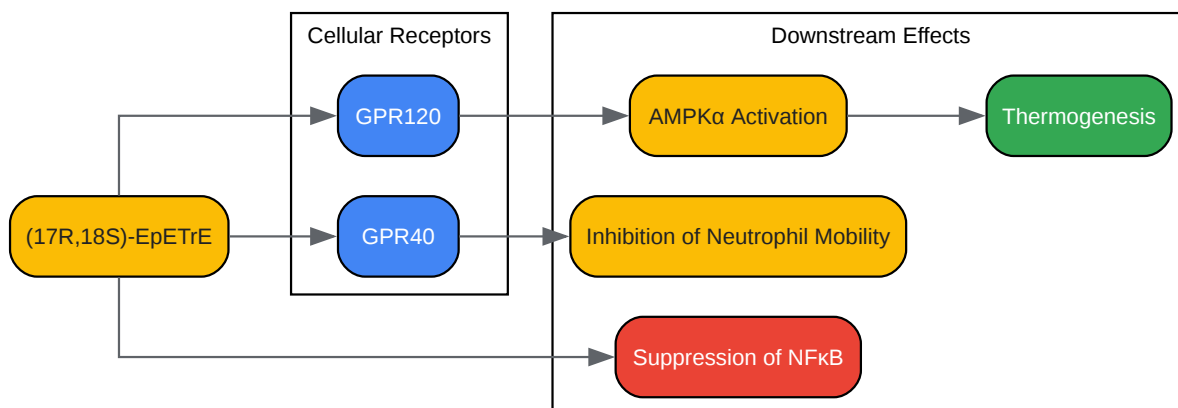 Cellular Receptors
Downstream Effects
GPR120
AMPKα Activation
Thermogenesis
(17R,18S)-EpETrE
GPR40
Inhibition of Neutrophil Mobility
Suppression of NFκB